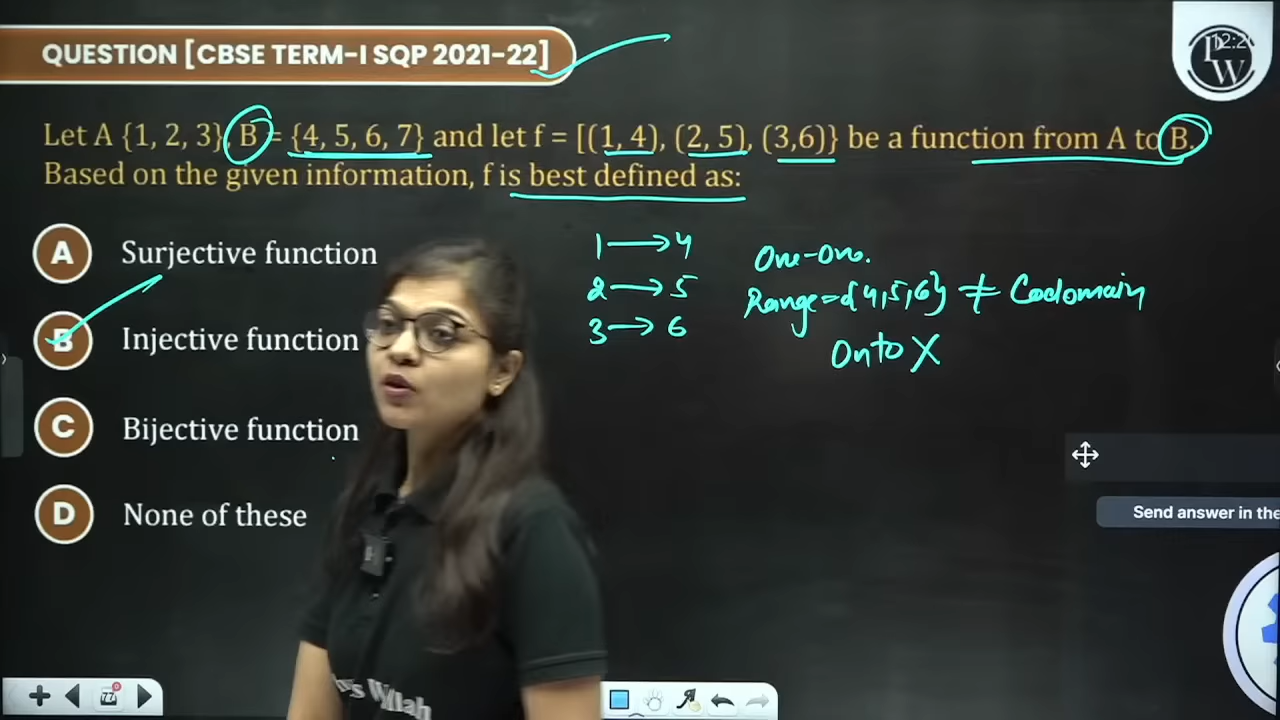 QUESTION [CBSE TERM-I SQP 2021-22]
PW
Let A {1, 2, 3}, B = {4, 5, 6, 7} and let f = [(1, 4), (2, 5), (3,6)} be a function from A to B.
Based on the given information, f is best defined as:
A Surjective function
B Injective function
C Bijective function
D None of these
1 → 4
2 → 5
3 → 6
One-One.
Range={4,5,6} ≠ Codomain
Onto X
Send answer in the